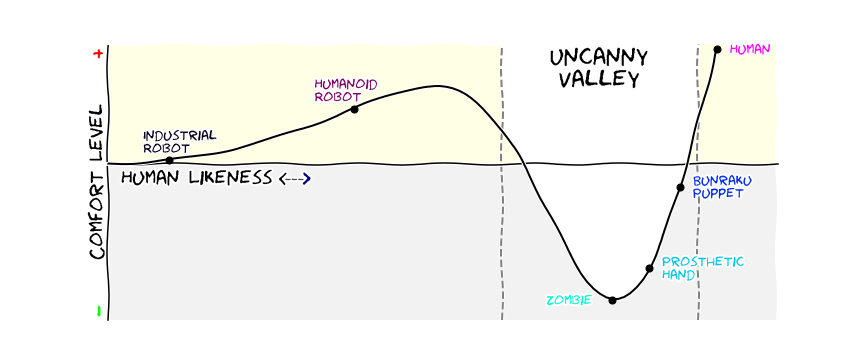 +
UNCANNY
VALLEY
HUMAN
HUMANOID
ROBOT
INDUSTRIAL
ROBOT
COMFORT LEVEL
HUMAN LIKENESS <--->
BUNRAKU
PUPPET
PROSTHETIC
HAND
ZOMBIE
-